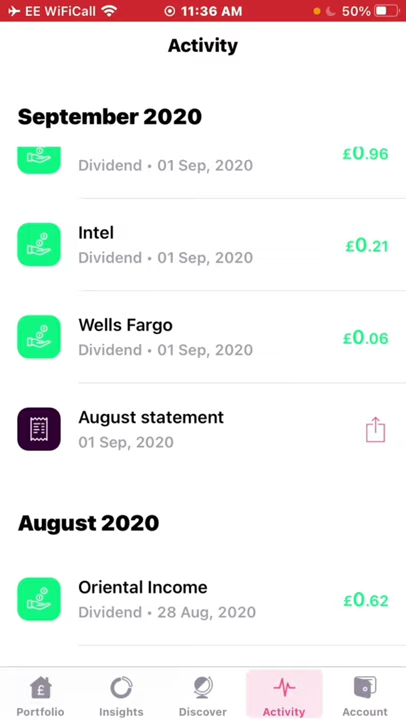 EE WiFiCall 11:36 AM 50%
Activity
September 2020
£0.96
Dividend • 01 Sep, 2020
Intel
£0.21
Dividend • 01 Sep, 2020
Wells Fargo
£0.06
Dividend • 01 Sep, 2020
August statement
01 Sep, 2020
August 2020
Oriental Income
£0.62
Dividend • 28 Aug, 2020
£
Portfolio Insights Discover Activity Account